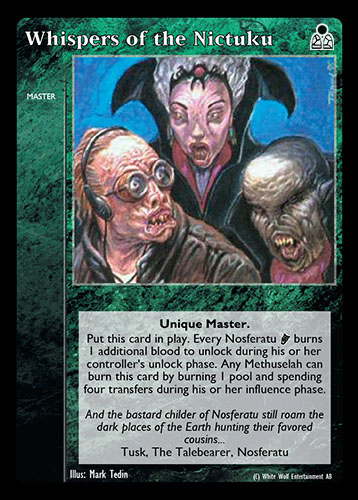 Whispers of the Nictuku
MASTER
Unique Master.
Put this card in play. Every Nosferatu burns
1 additional blood to unlock during his or her
controller's unlock phase. Any Methuselah can
burn this card by burning 1 pool and spending
four transfers during his or her influence phase.
And the bastard childer of Nosferatu still roam the
dark places of the Earth hunting their favored
cousins...
Tusk, The Talebearer, Nosferatu
Illus: Mark Tedin
(C) White Wolf Entertainment AB